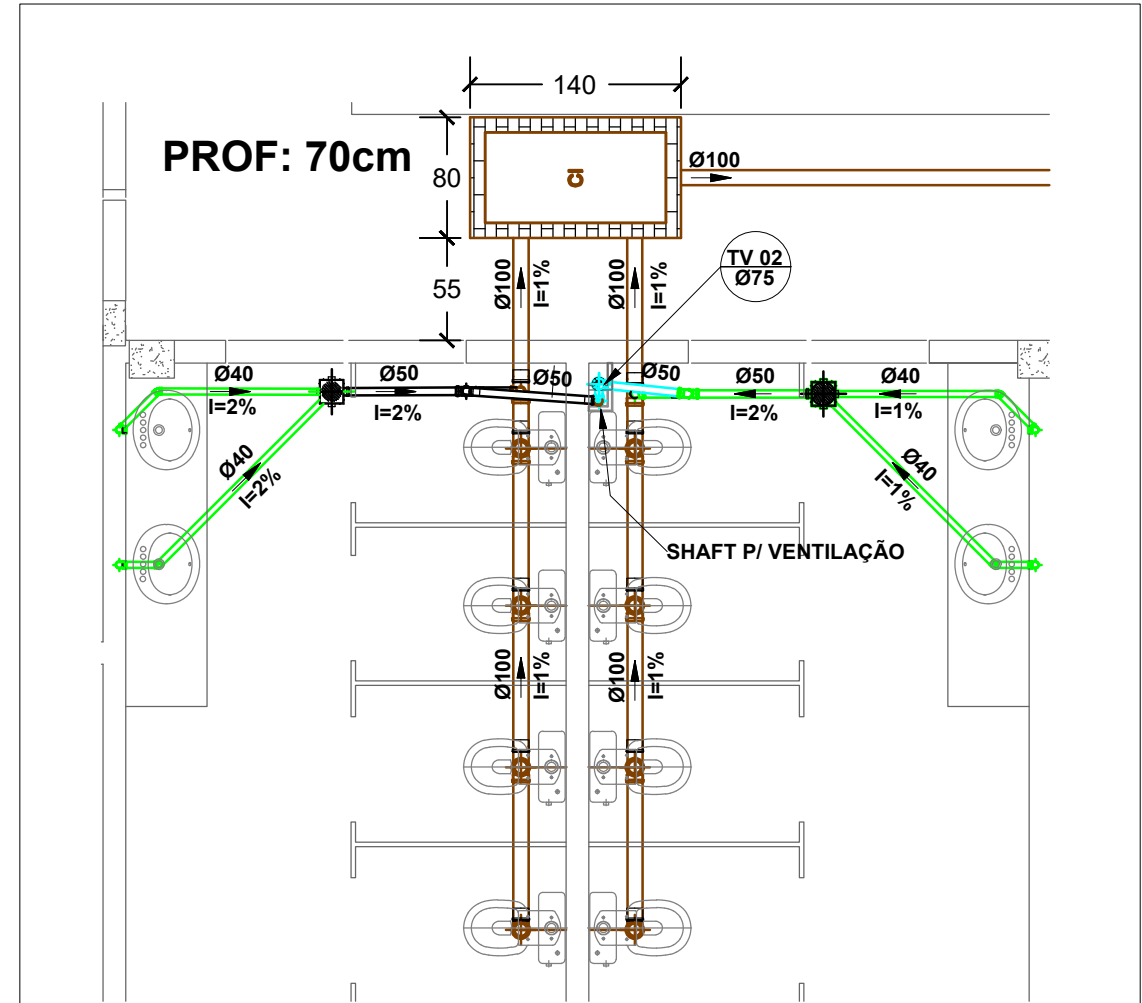 140
PROF: 70cm
80
CI
Ø100
55
Ø100
I=1%
Ø100
I=1%
TV 02
Ø75
Ø40
I=2%
Ø50
I=2%
Ø50
Ø50
Ø50
I=2%
Ø40
I=1%
Ø40
I=2%
Ø40
I=1%
SHAFT P/ VENTILAÇÃO
Ø100
I=1%
Ø100
I=1%